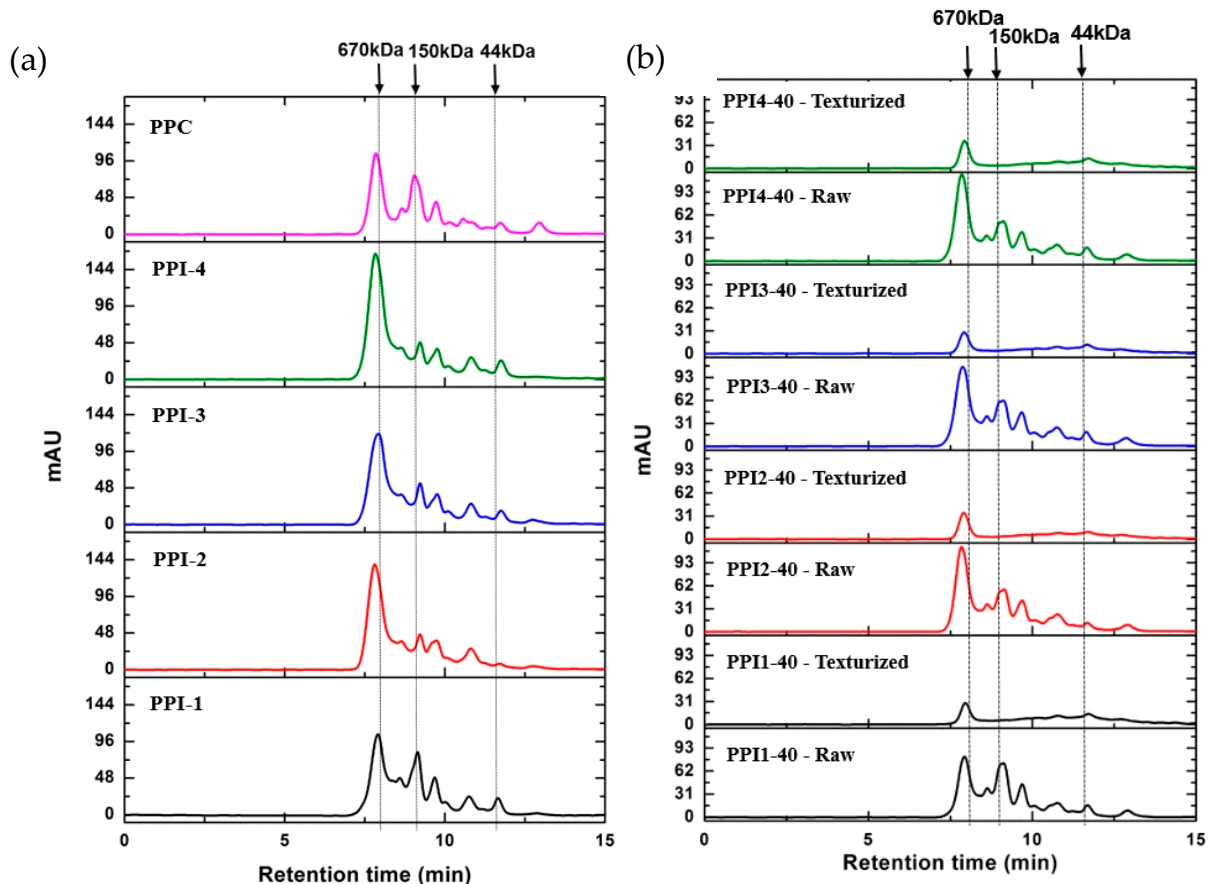 (a)
670kDa 150kDa 44kDa
PPC
144
96
48
0
PPI-4
144
96
48
0
PPI-3
144
96
48
0
PPI-2
144
96
48
0
PPI-1
144
96
48
0
mAU
0 5 10 15
Retention time (min)
(b)
670kDa 150kDa 44kDa
PPI4-40 - Texturized
93
62
31
0
PPI4-40 - Raw
93
62
31
0
PPI3-40 - Texturized
93
62
31
0
PPI3-40 - Raw
93
62
31
0
PPI2-40 - Texturized
93
62
31
0
PPI2-40 - Raw
93
62
31
0
PPI1-40 - Texturized
93
62
31
0
PPI1-40 - Raw
93
62
31
0
mAU
0 5 10 15
Retention time (min)